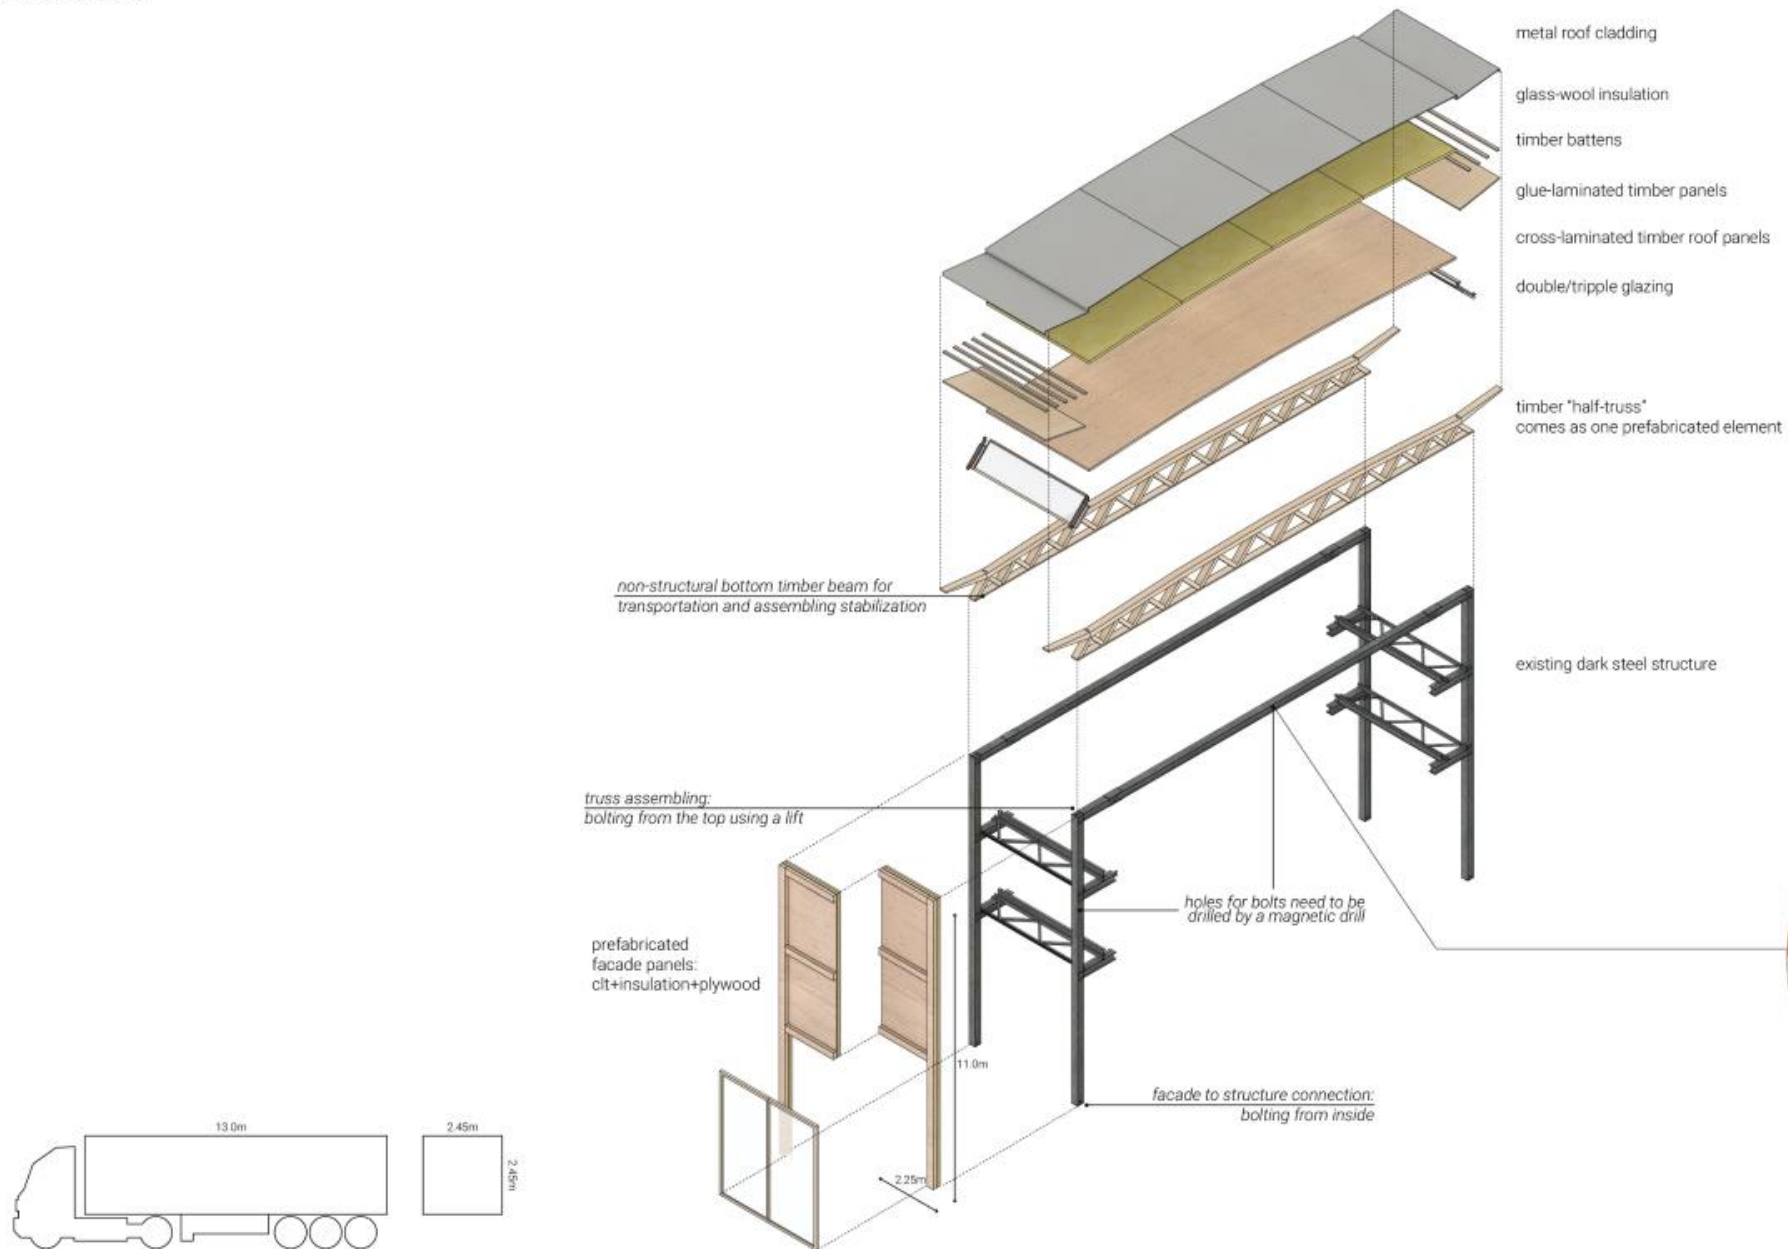 metal roof cladding
glass-wool insulation
timber battens
glue-laminated timber panels
cross-laminated timber roof panels
double/tripple glazing
timber "half-truss"
comes as one prefabricated element
non-structural bottom timber beam for
transportation and assembling stabilization
existing dark steel structure
truss assembling:
bolting from the top using a lift
holes for bolts need to be
drilled by a magnetic drill
prefabricated
facade panels:
clt+insulation+plywood
11.0m
facade to structure connection:
bolting from inside
2.25m
13.0m
2.45m
2.45m